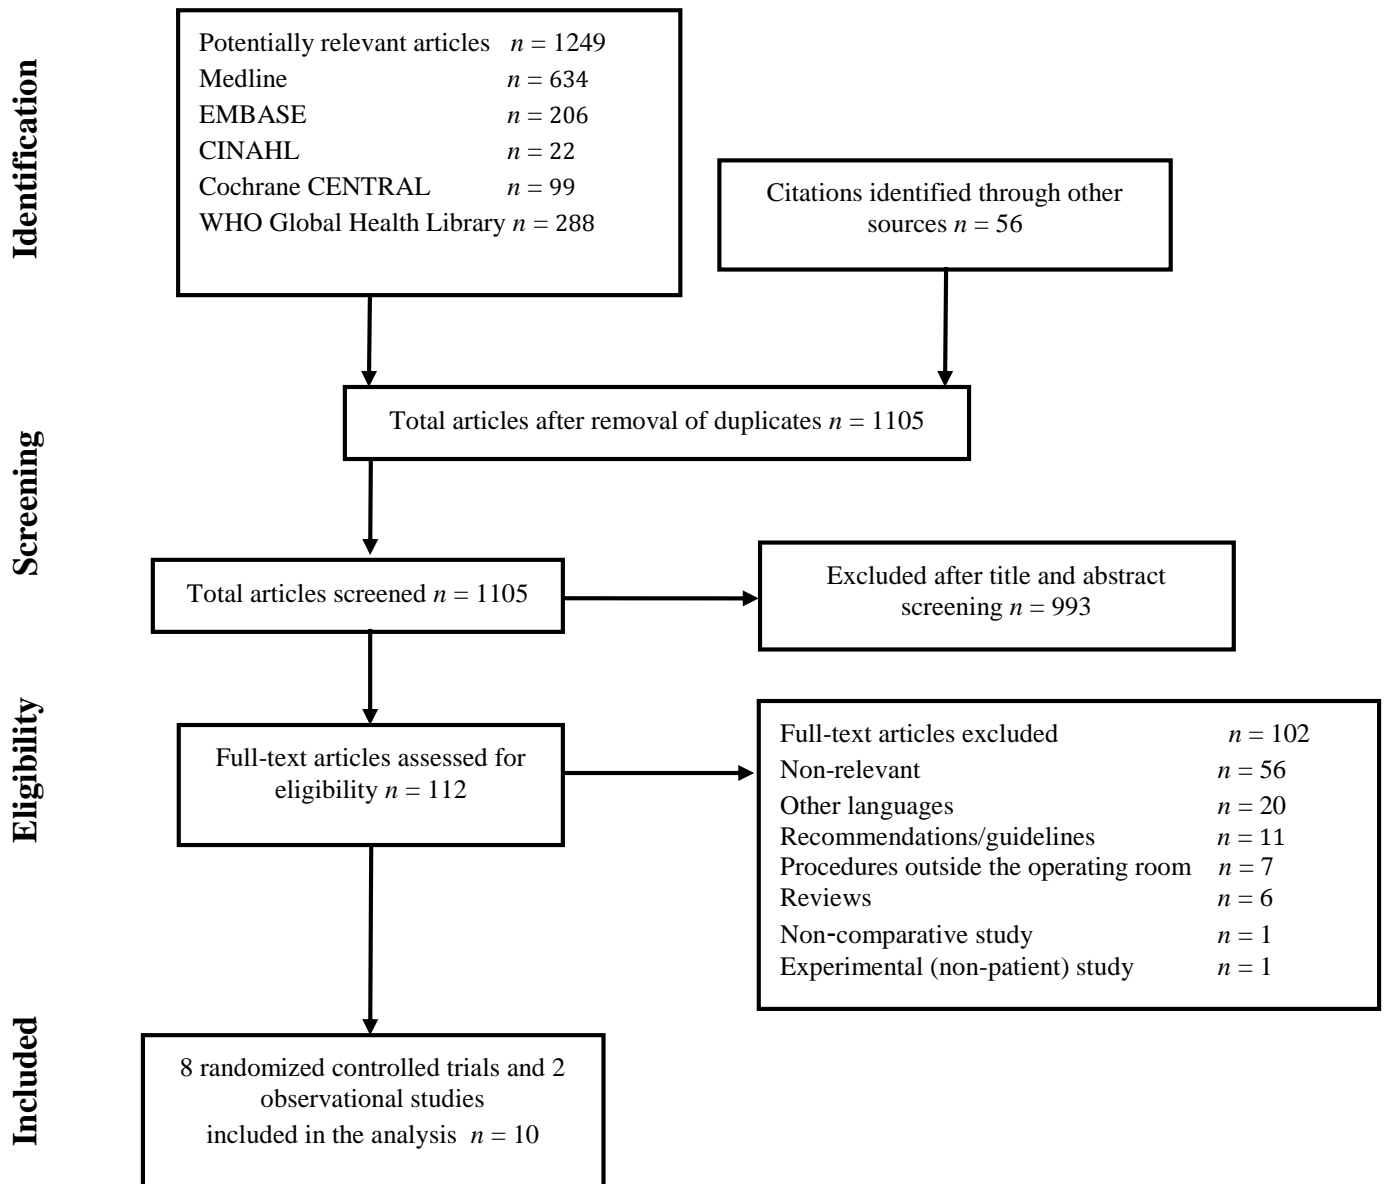 Identification
Potentially relevant articles n = 1249
Medline n = 634
EMBASE n = 206
CINAHL n = 22
Cochrane CENTRAL n = 99
WHO Global Health Library n = 288
Citations identified through other
sources n = 56
Total articles after removal of duplicates n = 1105
Screening
Total articles screened n = 1105
Excluded after title and abstract
screening n = 993
Eligibility
Full-text articles assessed for
eligibility n = 112
Full-text articles excluded n = 102
Non-relevant n = 56
Other languages n = 20
Recommendations/guidelines n = 11
Procedures outside the operating room n = 7
Reviews n = 6
Non-comparative study n = 1
Experimental (non-patient) study n = 1
Included
8 randomized controlled trials and 2
observational studies
included in the analysis n = 10